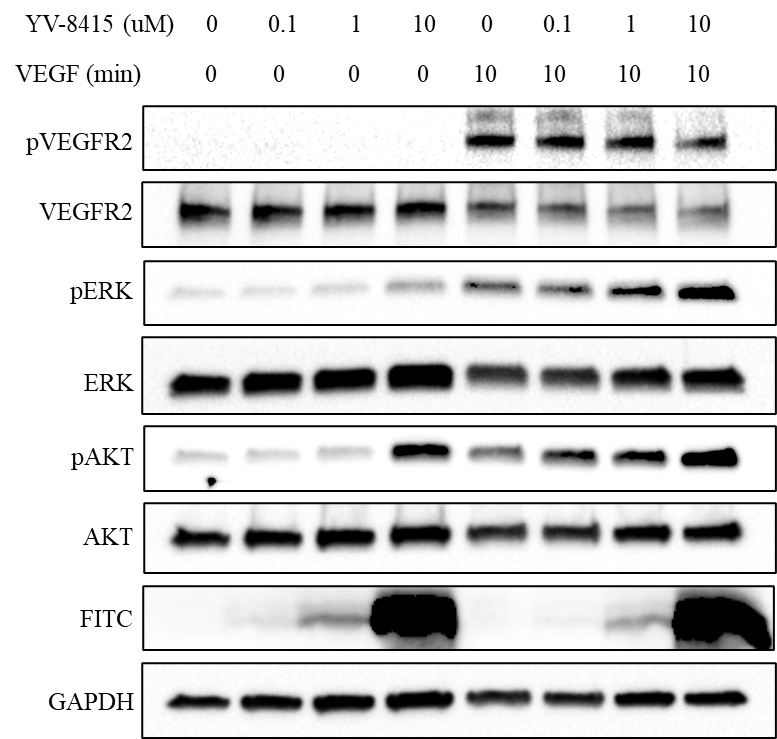 YV-8415 (uM) 0 0.1 1 10 0 0.1 1 10
VEGF (min) 0 0 0 0 10 10 10 10
pVEGFR2
VEGFR2
pERK
ERK
pAKT
AKT
FITC
GAPDH